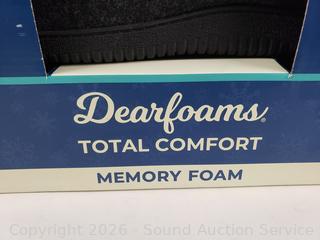 Dearfoams®
TOTAL COMFORT
MEMORY FOAM
Copyright 2026 - Sound Auction Service